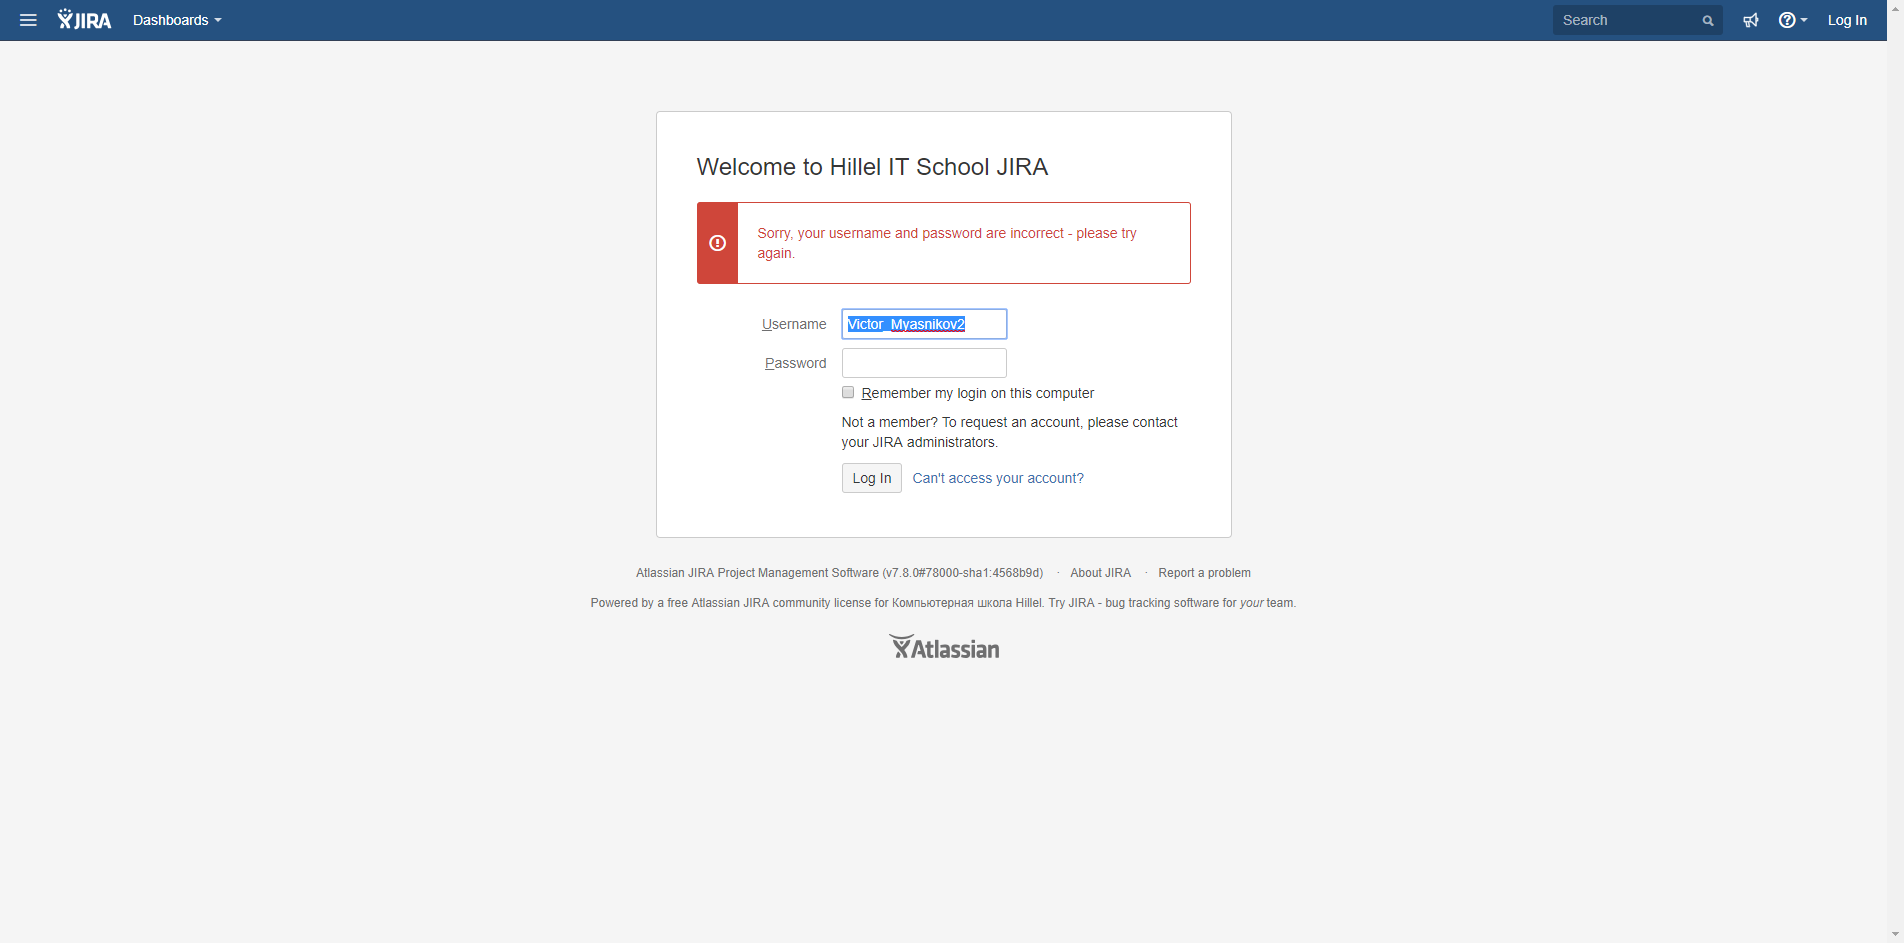 JIRA Dashboards Search Log In
Welcome to Hillel IT School JIRA
Sorry, your username and password are incorrect - please try
again.
Username Victor_Myasnikov2
Password
Remember my login on this computer
Not a member? To request an account, please contact
your JIRA administrators.
Log In Can't access your account?
Atlassian JIRA Project Management Software (v7.8.0#78000-sha1:4568b9d) · About JIRA · Report a problem
Powered by a free Atlassian JIRA community license for Компьютерная школа Hillel. Try JIRA - bug tracking software for your team.
Atlassian